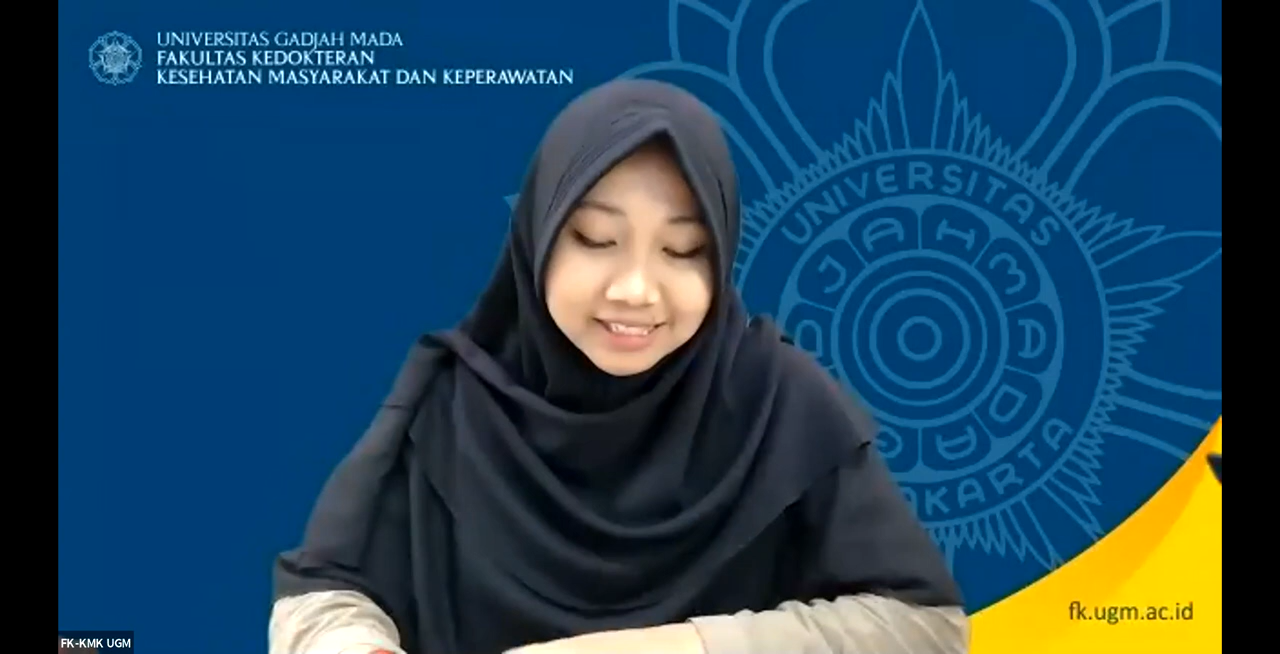 UNIVERSITAS GADJAH MADA
FAKULTAS KEDOKTERAN
KESEHATAN MASYARAKAT DAN KEPERAWATAN
UNIVERSITAS
GADJAH MADA
fk.ugm.ac.id
FK-KMK UGM